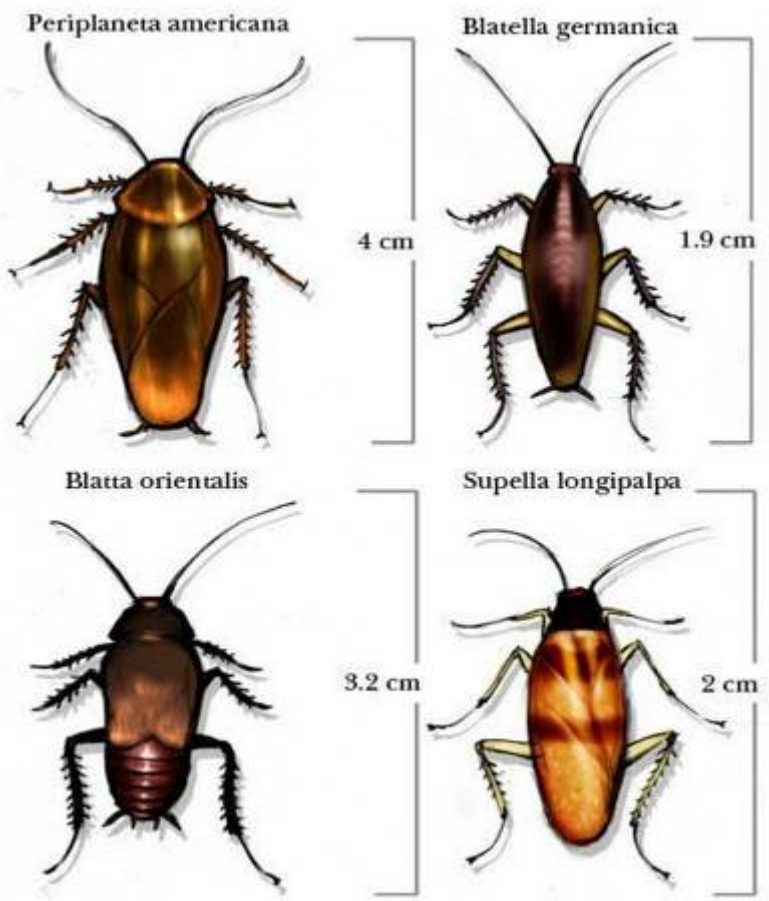 Periplaneta americana
Blatella germanica
4 cm
1.9 cm
Blatta orientalis
Supella longipalpa
3.2 cm
2 cm